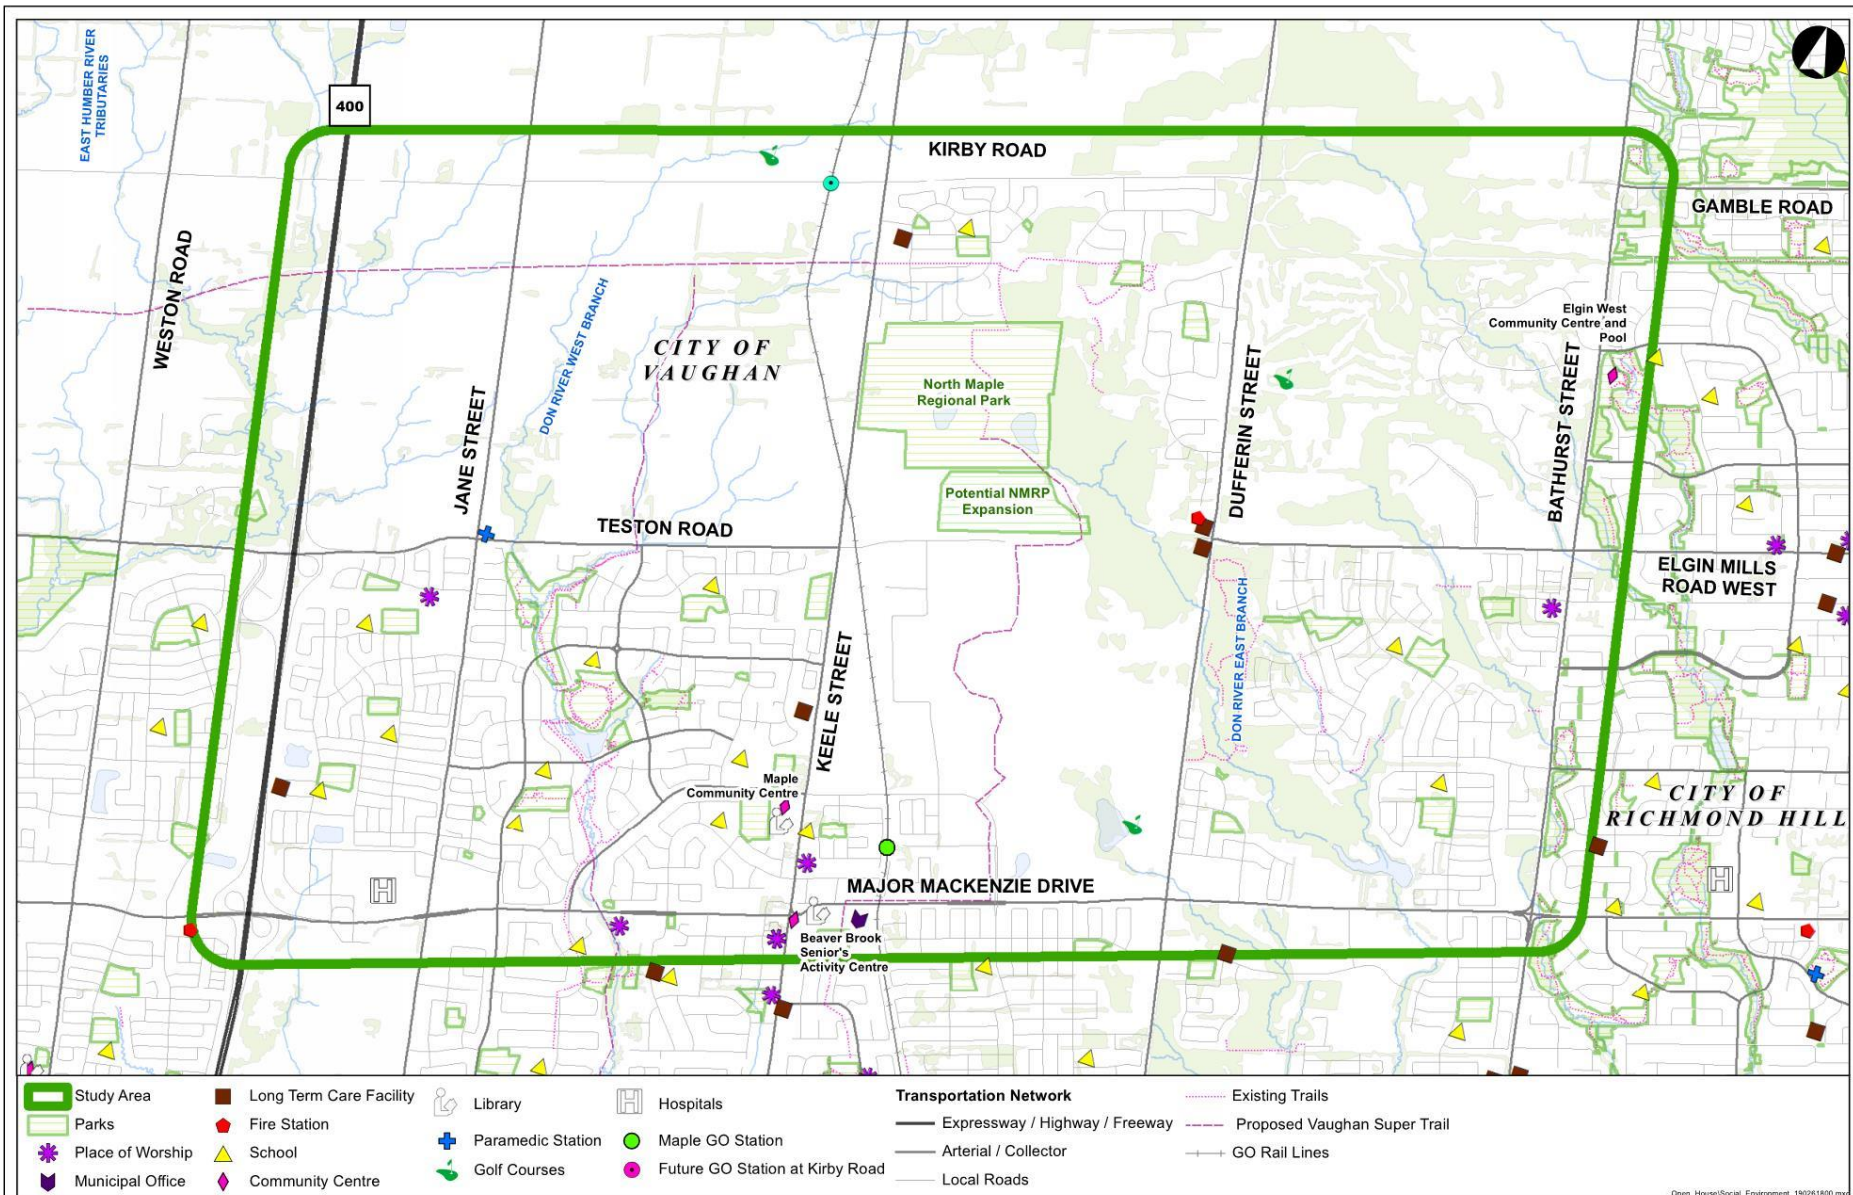 EAST HUMBER RIVER
TRIBUTARIES
400
KIRBY ROAD
GAMBLE ROAD
WESTON ROAD
DON RIVER WEST BRANCH
CITY OF
VAUGHAN
Elgin West
Community Centre and
Pool
North Maple
Regional Park
JANE STREET
DUFFERIN STREET
BATHURST STREET
Potential NMRP
Expansion
TESTON ROAD
ELGIN MILLS
ROAD WEST
DON RIVER EAST BRANCH
KEELE STREET
Maple
Community Centre
CITY OF
RICHMOND HILL
H
H
MAJOR MACKENZIE DRIVE
Beaver Brook
Senior's
Activity Centre
Study Area
Parks
Place of Worship
Municipal Office
Long Term Care Facility
Fire Station
School
Community Centre
Library
Paramedic Station
Golf Courses
H
Hospitals
Maple GO Station
Future GO Station at Kirby Road
Transportation Network
Expressway / Highway / Freeway
Arterial / Collector
Local Roads
Existing Trails
Proposed Vaughan Super Trail
GO Rail Lines
Open_House\Social_Environment_190261800.mxd